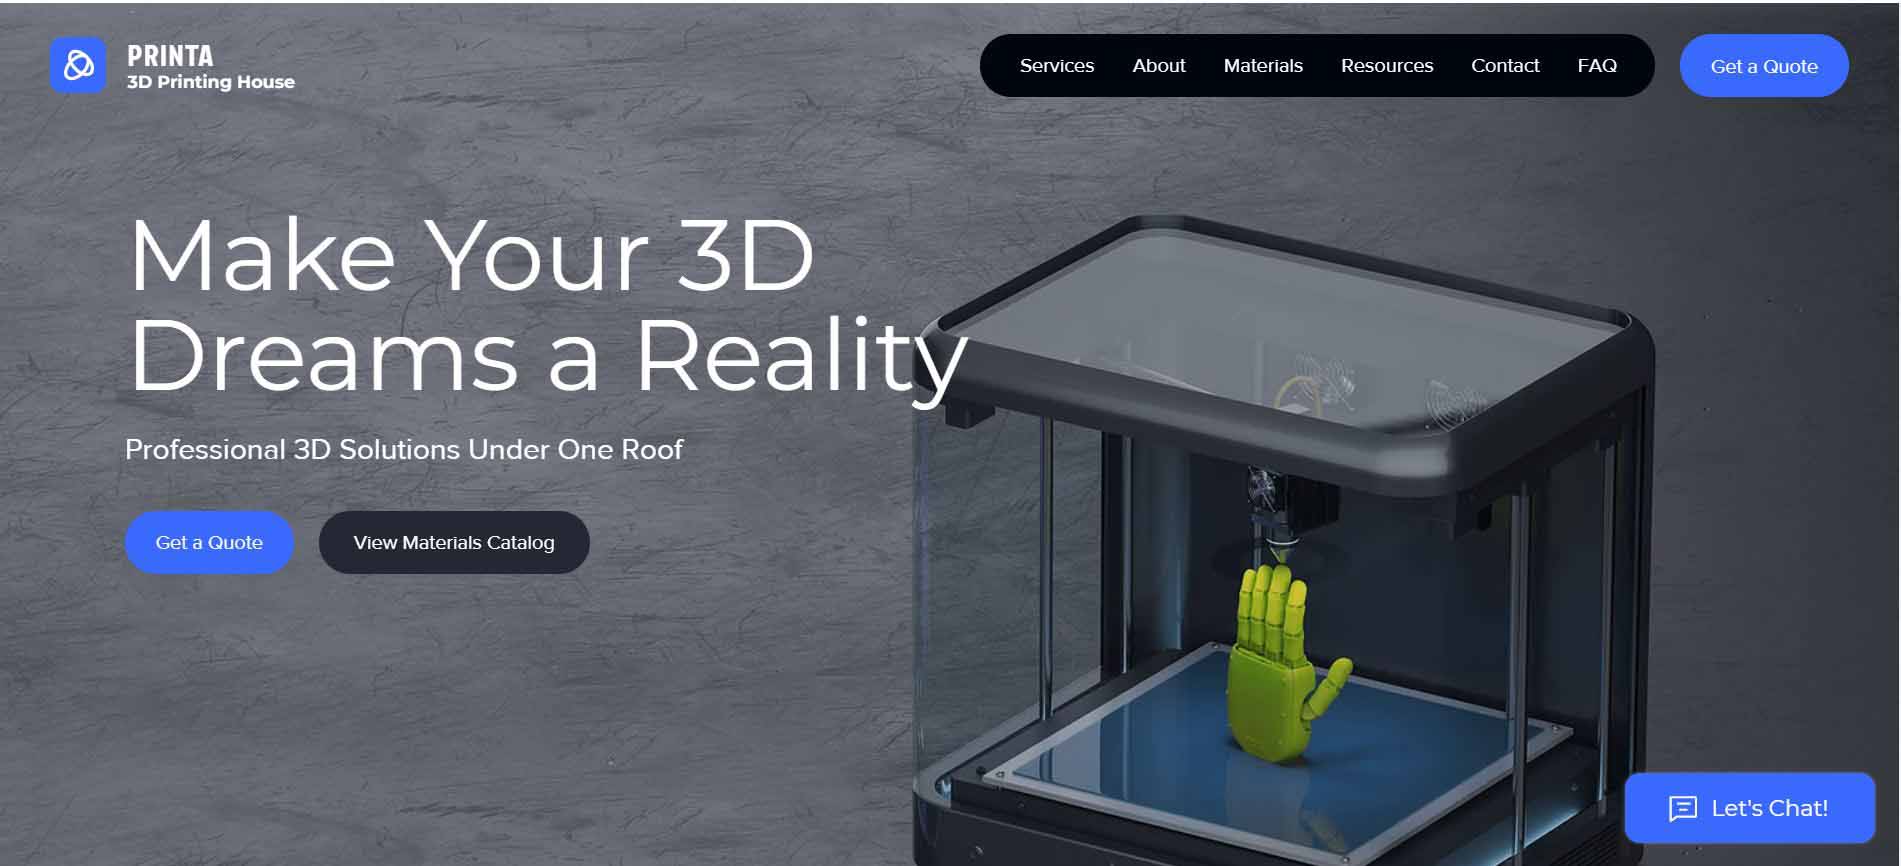 PRINTA
3D Printing House
Services About Materials Resources Contact FAQ
Get a Quote
Make Your 3D
Dreams a Reality
Professional 3D Solutions Under One Roof
Get a Quote
View Materials Catalog
Let's Chat!